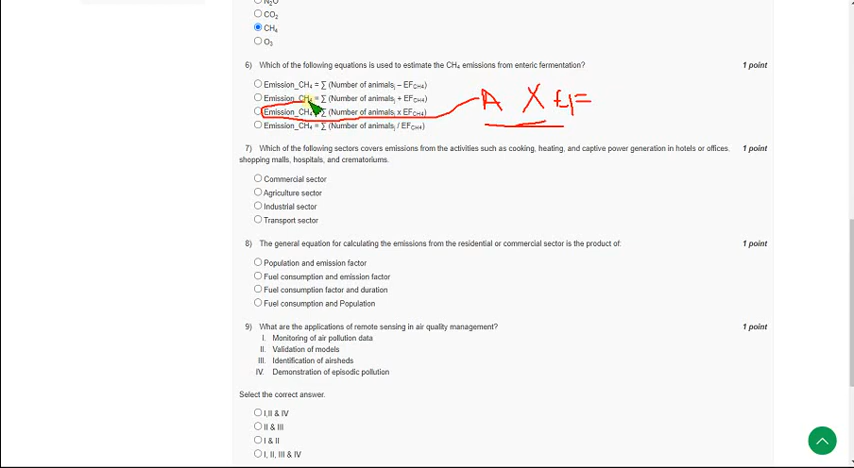 N₂O
CO₂
CH₄
O₃
6) Which of the following equations is used to estimate the CH₄ emissions from enteric fermentation? 1 point
Emission_CH₄ = ∑ (Number of animalsⱼ – EF_CH4)
Emission_CH₄ = ∑ (Number of animalsⱼ + EF_CH4)
Emission_CH₄ = ∑ (Number of animalsⱼ x EF_CH4)
Emission_CH₄ = ∑ (Number of animalsⱼ / EF_CH4)
A X Ef
7) Which of the following sectors covers emissions from the activities such as cooking, heating, and captive power generation in hotels or offices, 1 point
shopping malls, hospitals, and crematoriums.
Commercial sector
Agriculture sector
Industrial sector
Transport sector
8) The general equation for calculating the emissions from the residential or commercial sector is the product of: 1 point
Population and emission factor
Fuel consumption and emission factor
Fuel consumption factor and duration
Fuel consumption and Population
9) What are the applications of remote sensing in air quality management? 1 point
I. Monitoring of air pollution data
II. Validation of models
III. Identification of airsheds
IV. Demonstration of episodic pollution
Select the correct answer.
I,II & IV
II & III
I & II
I, II, III & IV